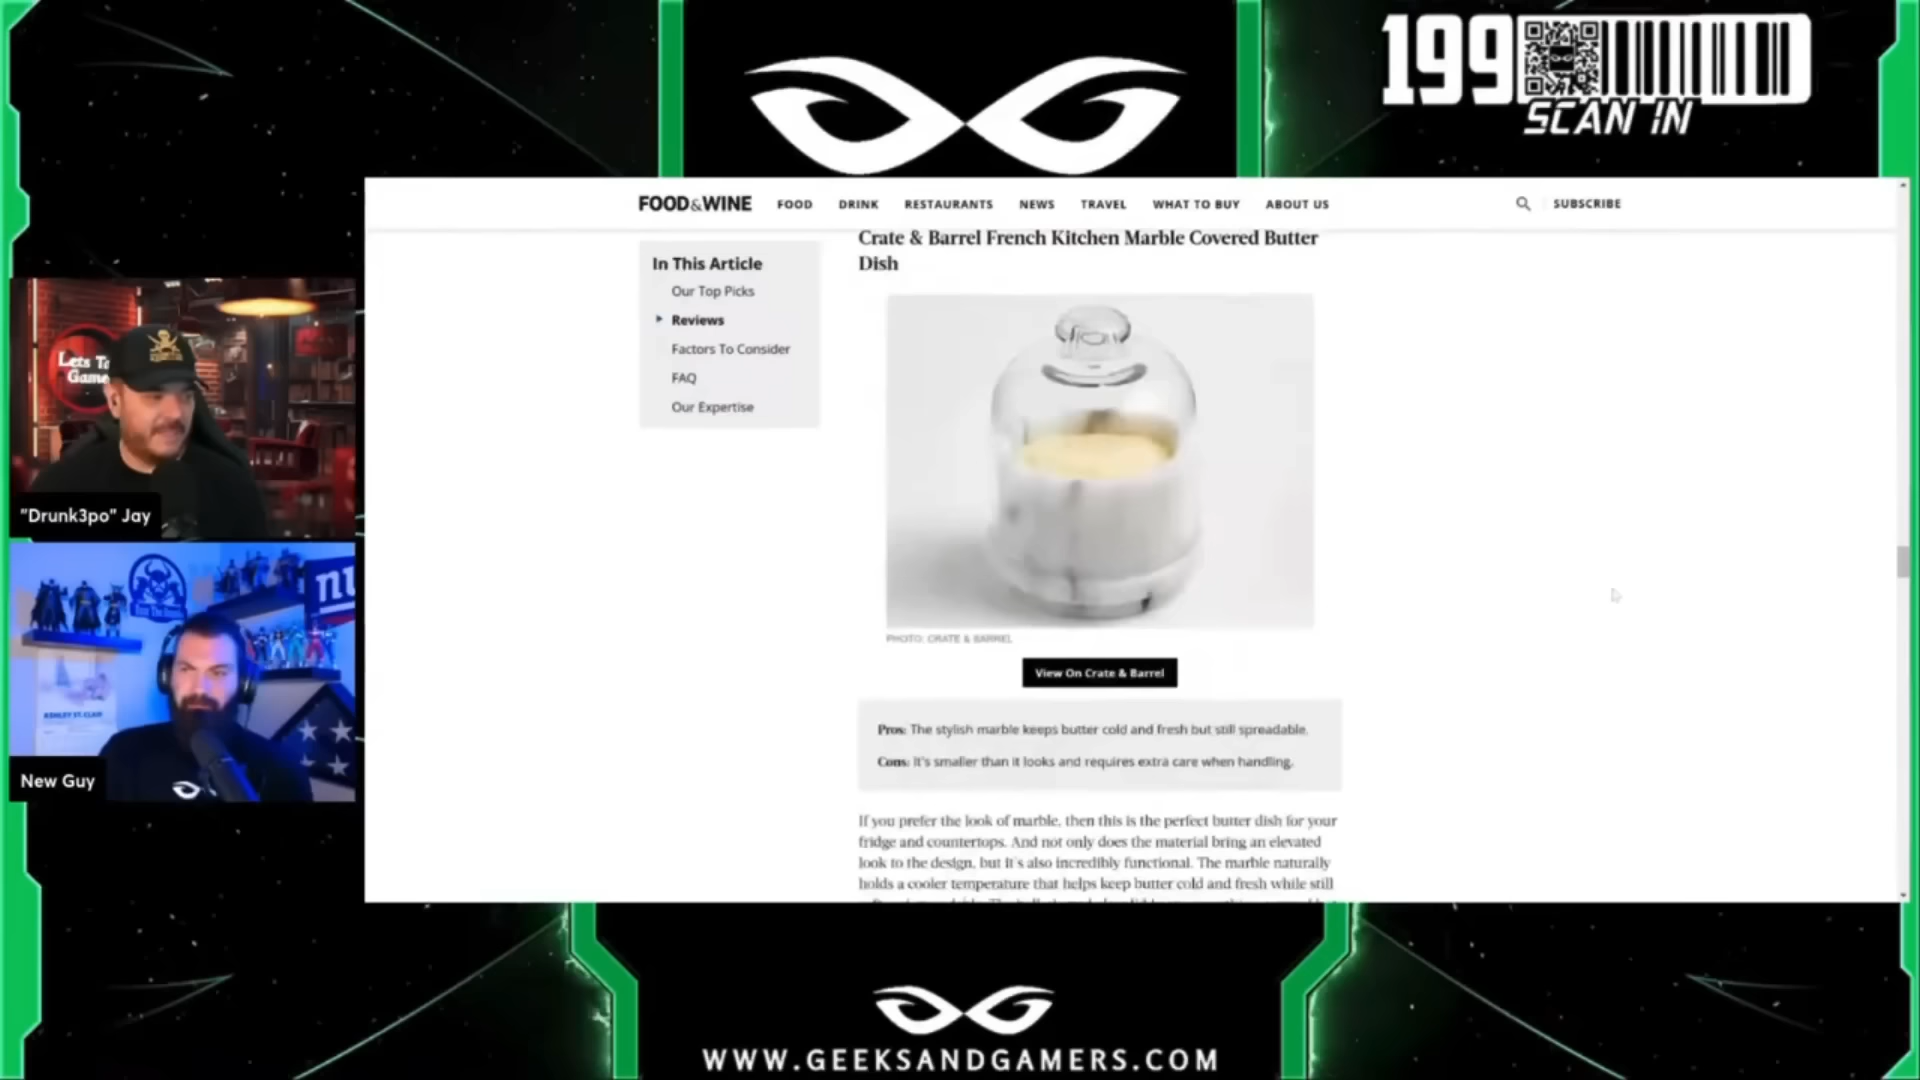 199
SCAN IN
FOOD&WINE FOOD DRINK RESTAURANTS NEWS TRAVEL WHAT TO BUY ABOUT US SUBSCRIBE
In This Article
Our Top Picks
Reviews
Factors To Consider
FAQ
Our Expertise
Crate & Barrel French Kitchen Marble Covered Butter
Dish
PHOTO: CRATE & BARREL
View On Crate & Barrel
Pros: The stylish marble keeps butter cold and fresh but still spreadable.
Cons: It's smaller than it looks and requires extra care when handling.
If you prefer the look of marble, then this is the perfect butter dish for your
fridge and countertops. And not only does the material bring an elevated
look to the design, but it's also incredibly functional. The marble naturally
holds a cooler temperature that helps keep butter cold and fresh while still
Lets
Game
"Drunk3po" Jay
ASHLEY ST. CLAIR
New Guy
WWW.GEEKSANDGAMERS.COM